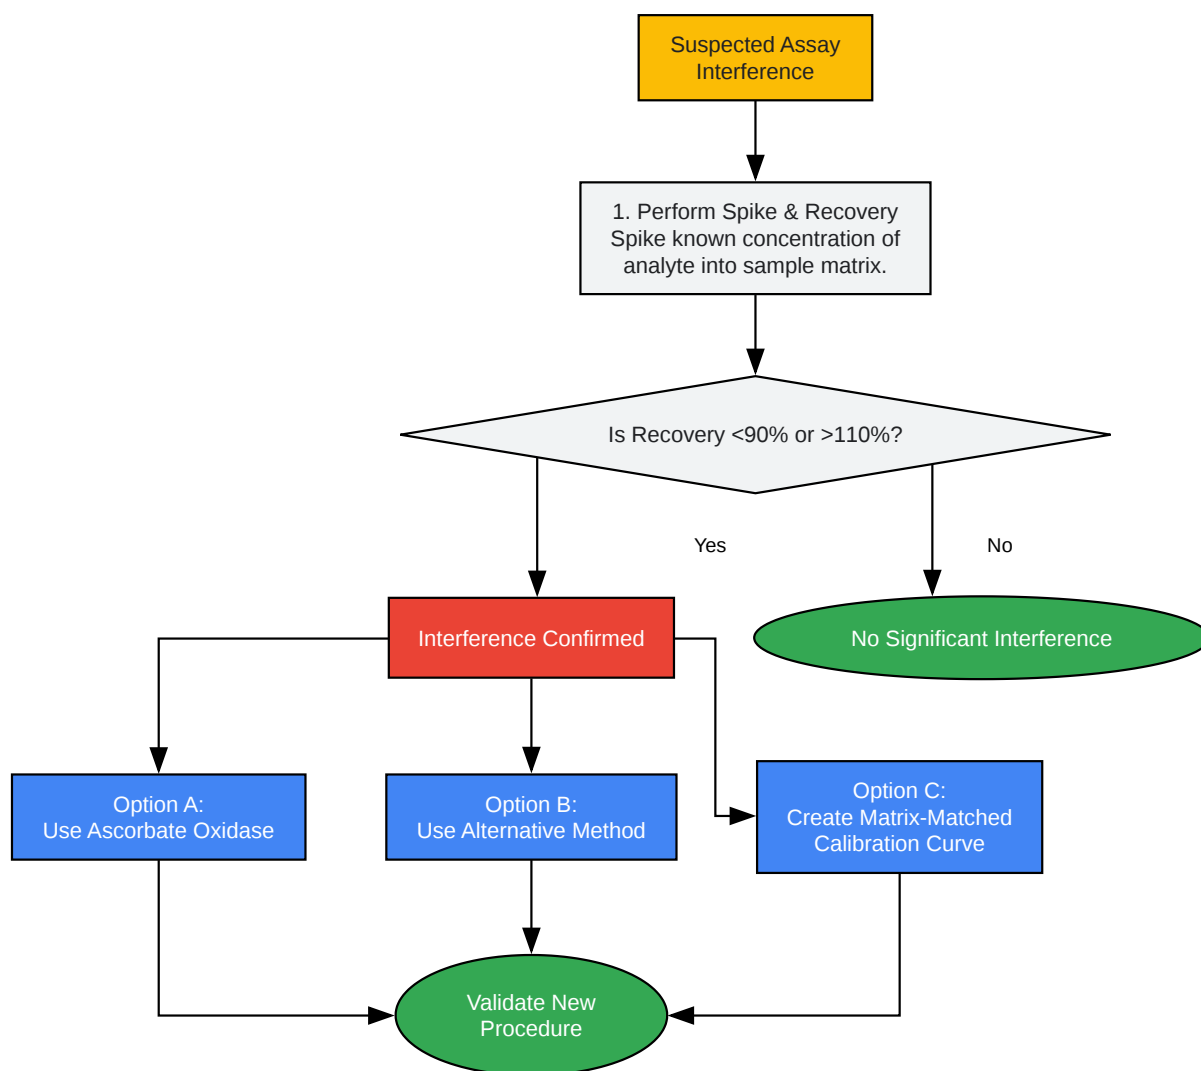 Suspected Assay
Interference
1. Perform Spike & Recovery
Spike known concentration of
analyte into sample matrix.
Is Recovery <90% or >110%?
Yes
No
Interference Confirmed
No Significant Interference
Option A:
Use Ascorbate Oxidase
Option B:
Use Alternative Method
Option C:
Create Matrix-Matched
Calibration Curve
Validate New
Procedure